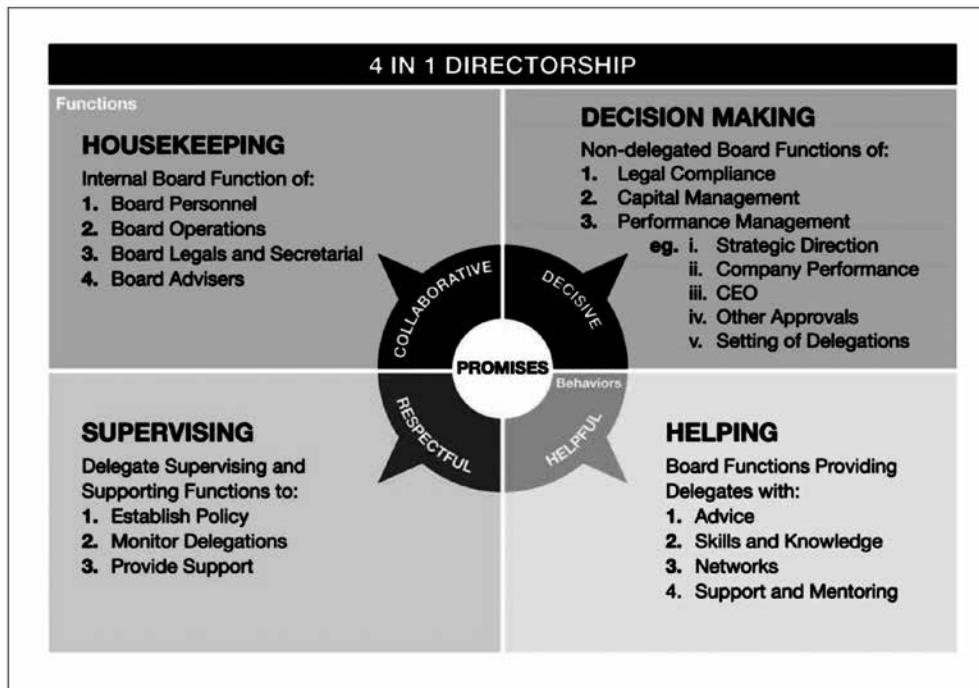 4 IN 1 DIRECTORSHIP
Functions
HOUSEKEEPING
Internal Board Function of:
1. Board Personnel
2. Board Operations
3. Board Legals and Secretarial
4. Board Advisers
DECISION MAKING
Non-delegated Board Functions of:
1. Legal Compliance
2. Capital Management
3. Performance Management
eg. i. Strategic Direction
ii. Company Performance
iii. CEO
iv. Other Approvals
v. Setting of Delegations
COLLABORATIVE
DECISIVE
PROMISES
Behaviors
RESPECTFUL
HELPFUL
SUPERVISING
Delegate Supervising and
Supporting Functions to:
1. Establish Policy
2. Monitor Delegations
3. Provide Support
HELPING
Board Functions Providing
Delegates with:
1. Advice
2. Skills and Knowledge
3. Networks
4. Support and Mentoring